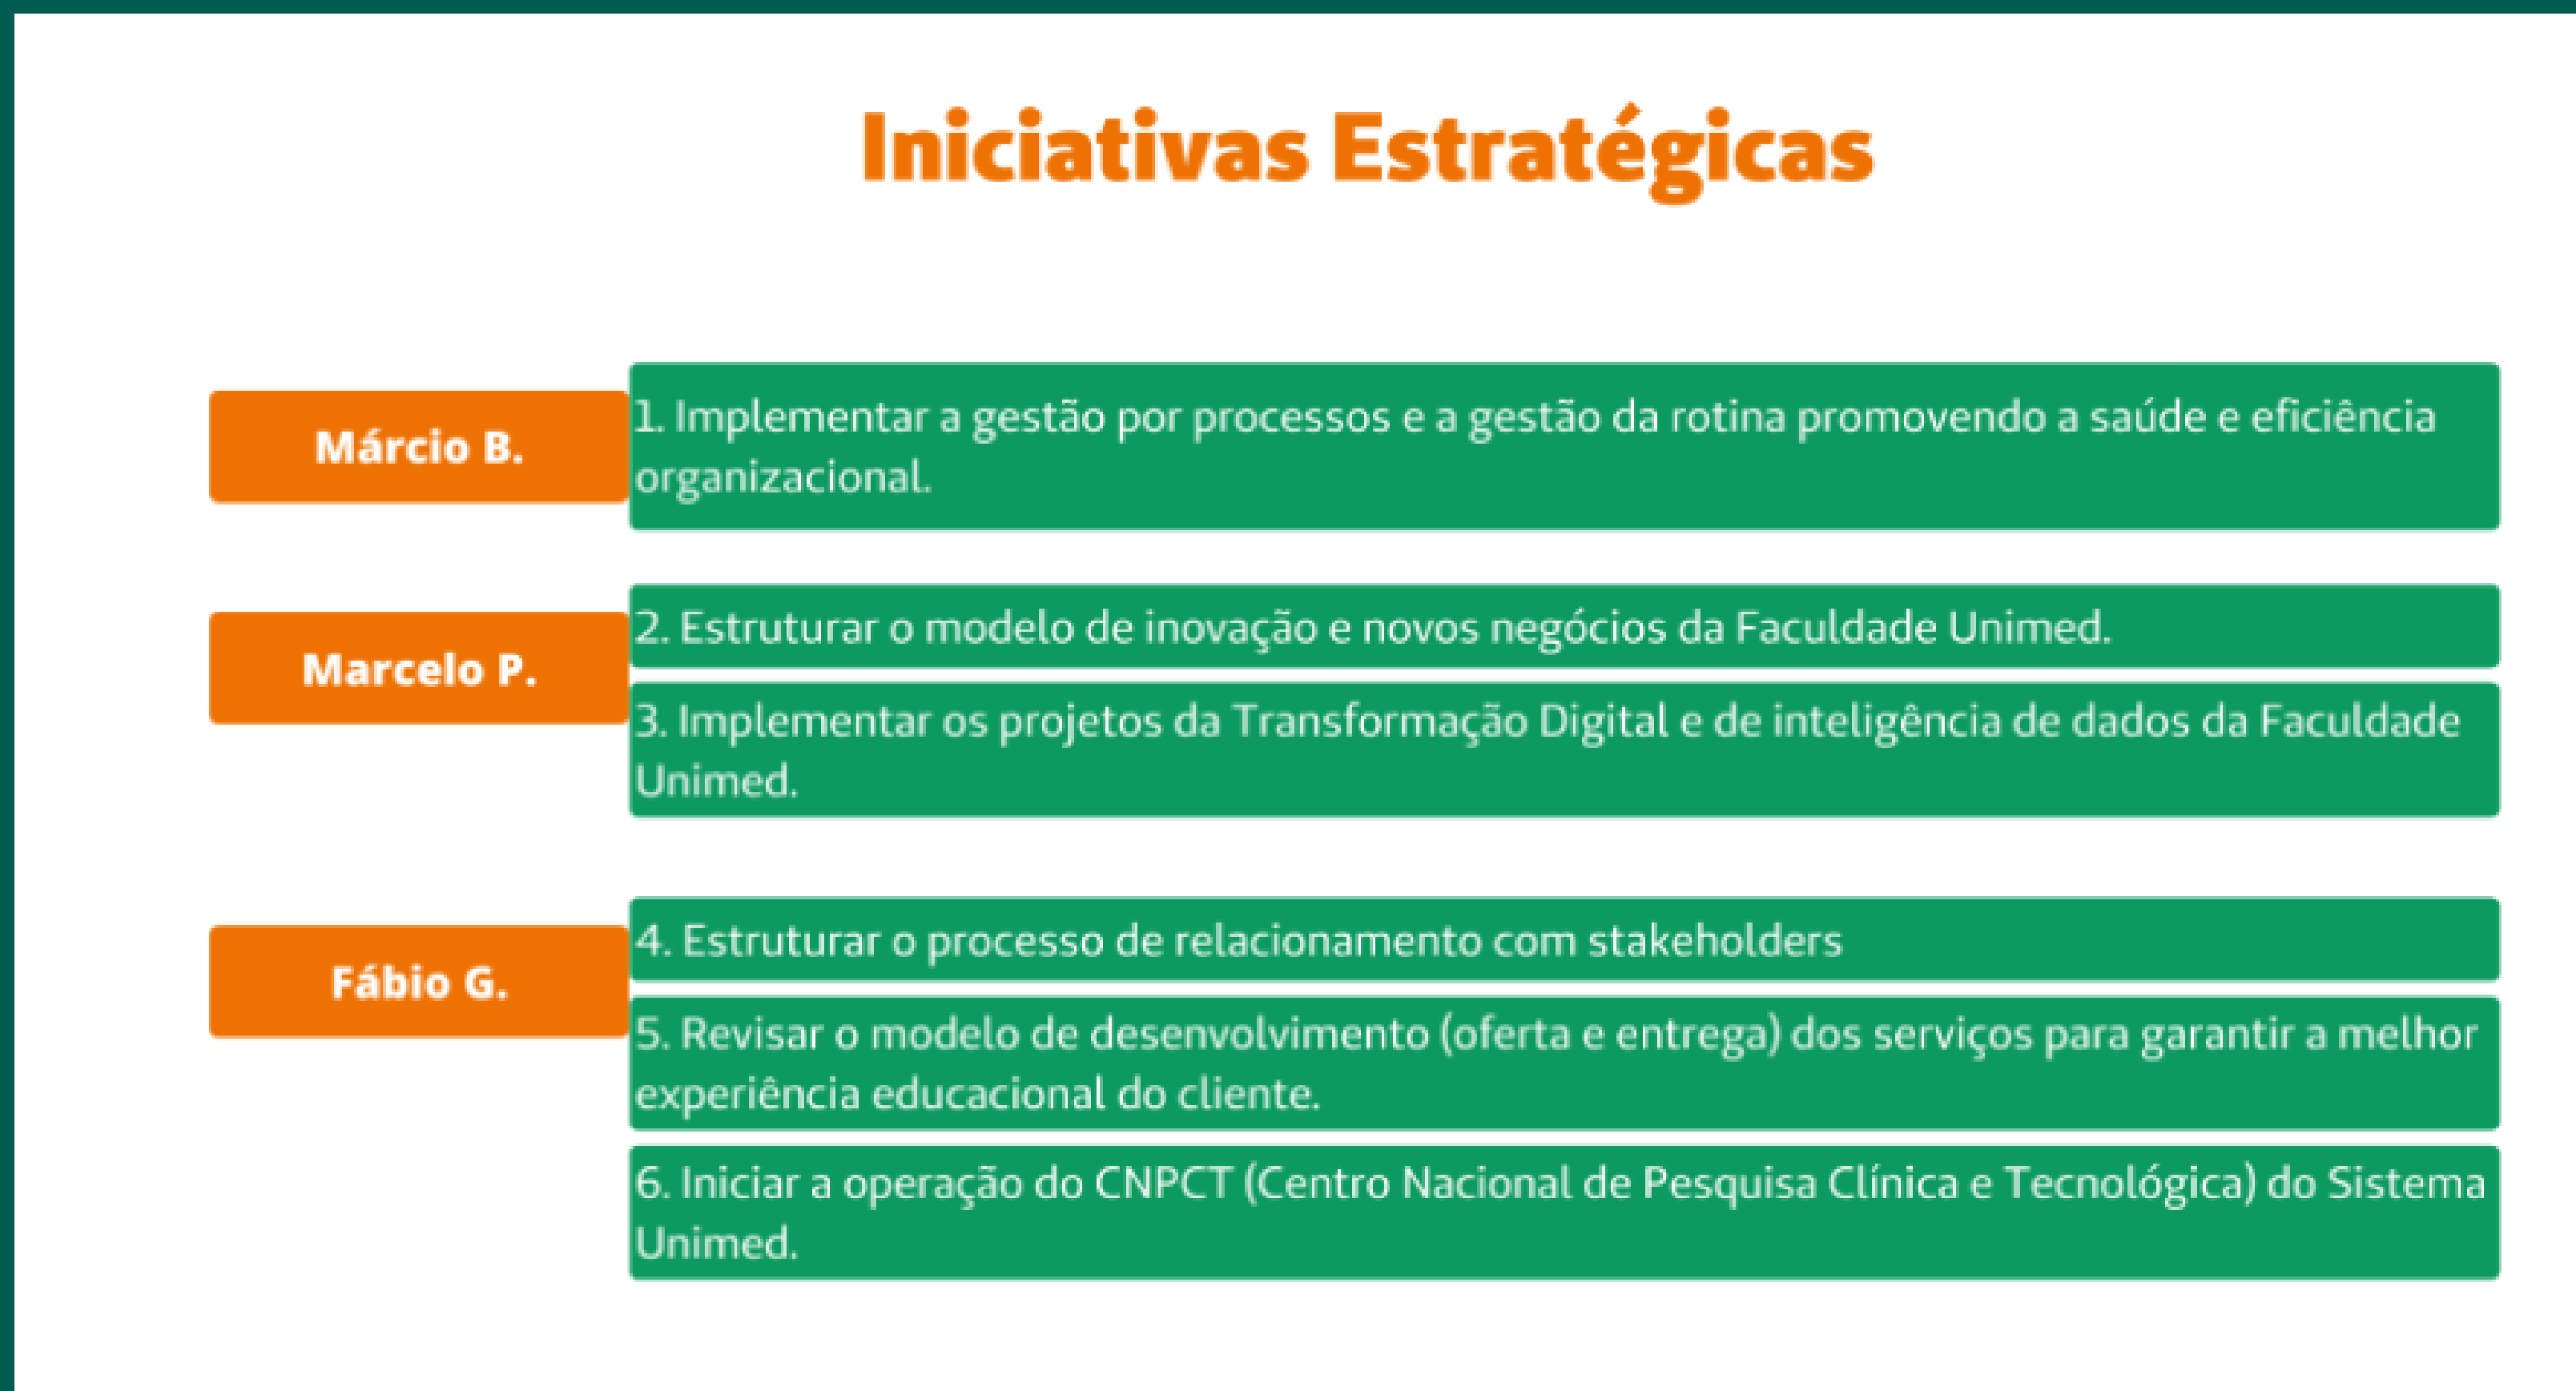 Iniciativas Estratégicas
Márcio B.
1. Implementar a gestão por processos e a gestão da rotina promovendo a saúde e eficiência
organizacional.
Marcelo P.
2. Estruturar o modelo de inovação e novos negócios da Faculdade Unimed.
3. Implementar os projetos da Transformação Digital e de inteligência de dados da Faculdade
Unimed.
Fábio G.
4. Estruturar o processo de relacionamento com stakeholders
5. Revisar o modelo de desenvolvimento (oferta e entrega) dos serviços para garantir a melhor
experiência educacional do cliente.
6. Iniciar a operação do CNPCT (Centro Nacional de Pesquisa Clínica e Tecnológica) do Sistema
Unimed.